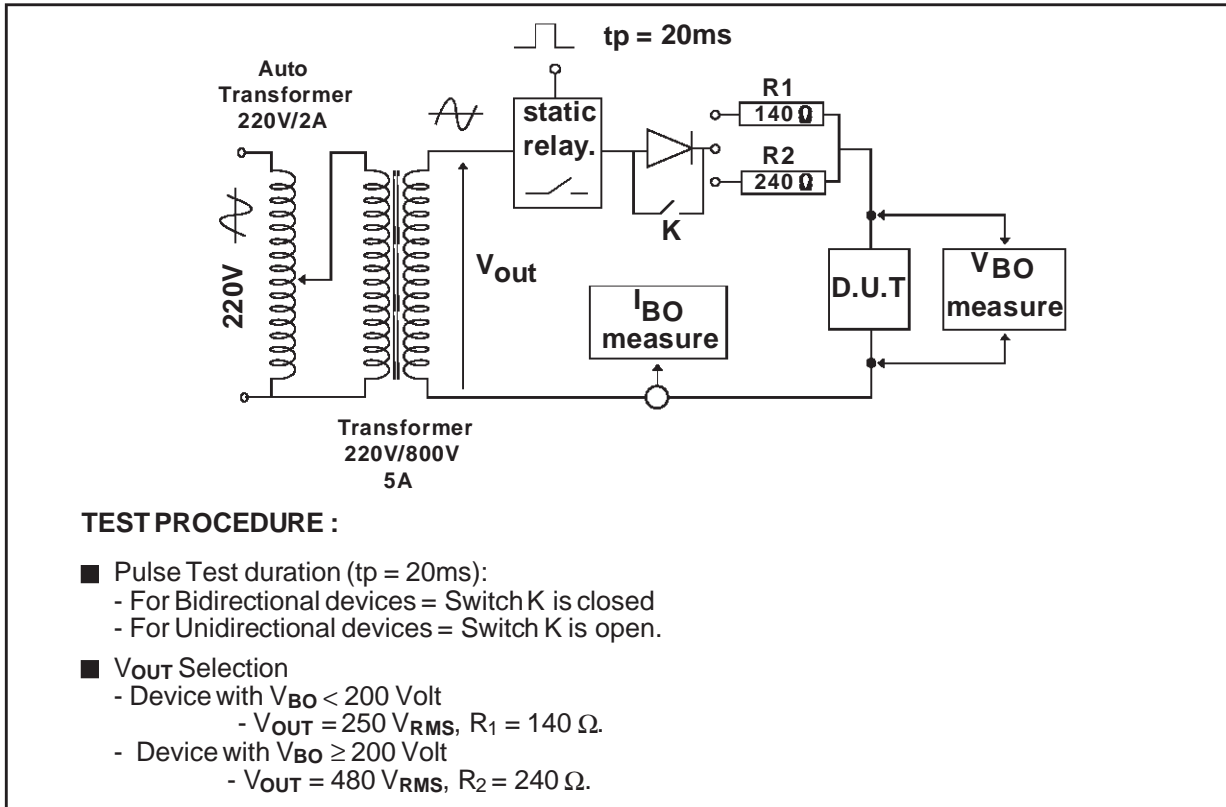 tp = 20ms
Auto
Transformer
220V/2A
static
relay.
R1
140 Ω
R2
240 Ω
K
220V
Vout
IBO
measure
D.U.T
VBO
measure
Transformer
220V/800V
5A
TEST PROCEDURE :
■ Pulse Test duration (tp = 20ms):
- For Bidirectional devices = Switch K is closed
- For Unidirectional devices = Switch K is open.
■ VOUT Selection
- Device with VBO < 200 Volt
- VOUT = 250 VRMS, R1 = 140 Ω.
- Device with VBO ≥ 200 Volt
- VOUT = 480 VRMS, R2 = 240 Ω.